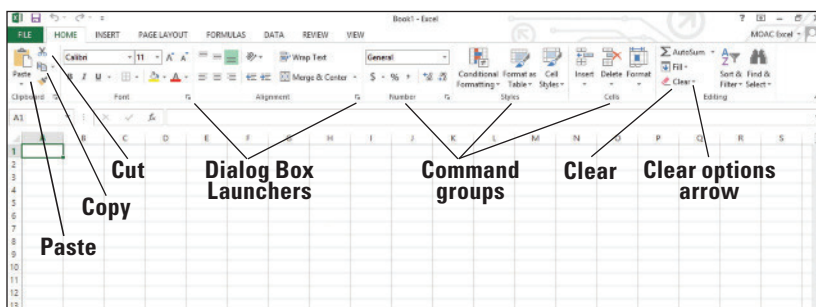 Book1 - Excel
FILE HOME INSERT PAGE LAYOUT FORMULAS DATA REVIEW VIEW MOAC Excel
Calibri 11 A A Wrap Text General AutoSum
Fill
Paste B I U A Merge & Center $ % , Conditional Format as Cell Insert Delete Format Clear Sort & Find &
Formatting Table Styles Filter Select
Clipboard Font Alignment Number Styles Cells Editing
A1 fx
A B C D E F G H I J K L M N O P Q R S
1
2
3
4
5
6
7
8
9
10
11
12
13
Cut
Copy
Paste
Dialog Box
Launchers
Command
groups
Clear
Clear options
arrow